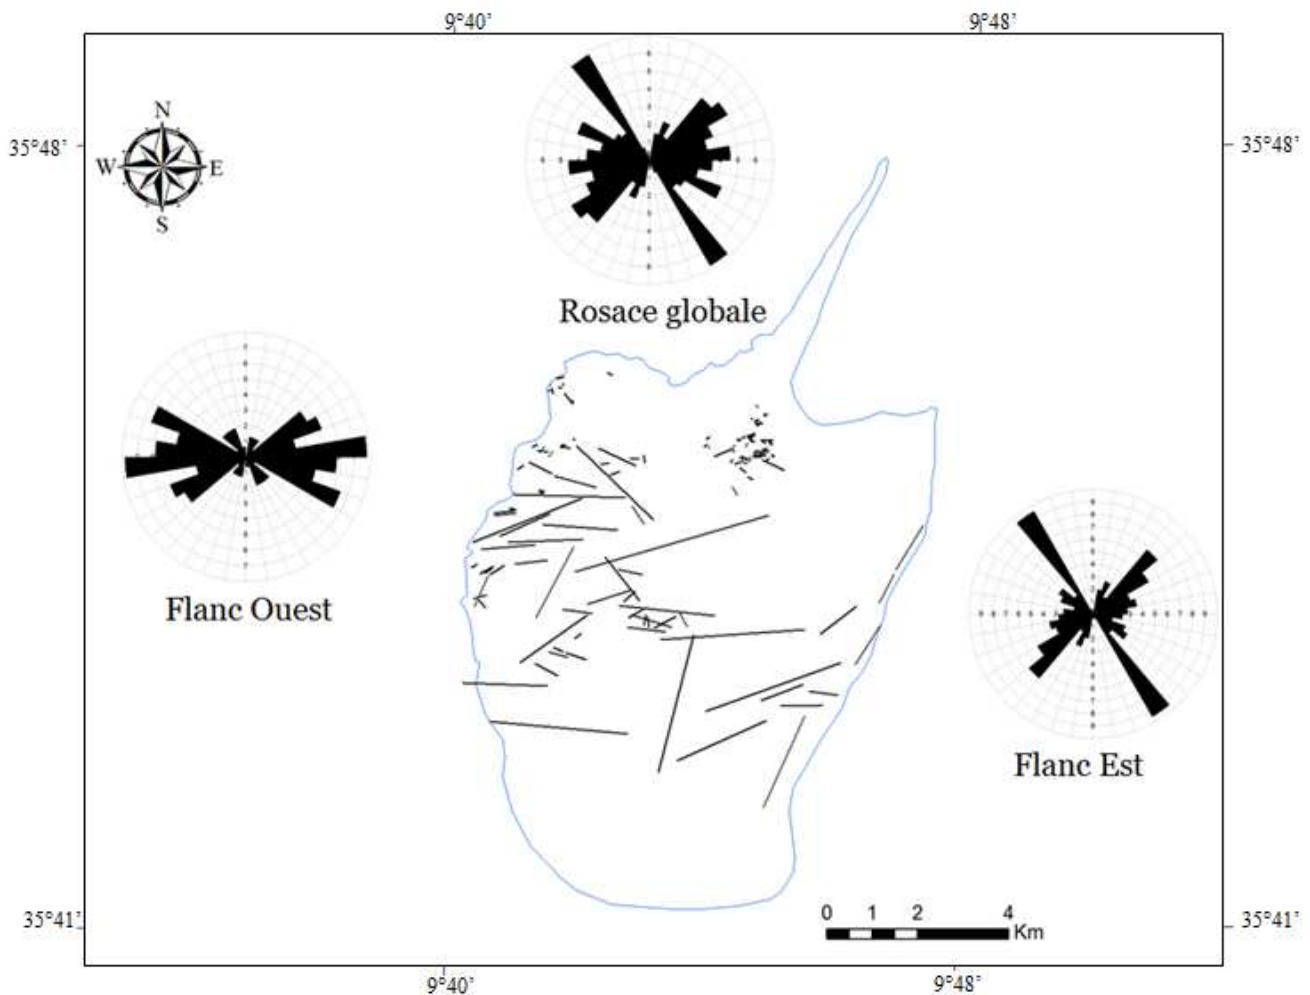 9°40’ 9°48’
N
W E
S
35°48’ 35°48’
Rosace globale
Flanc Ouest
Flanc Est
0 1 2 4
Km
35°41’ 35°41’
9°40’ 9°48’